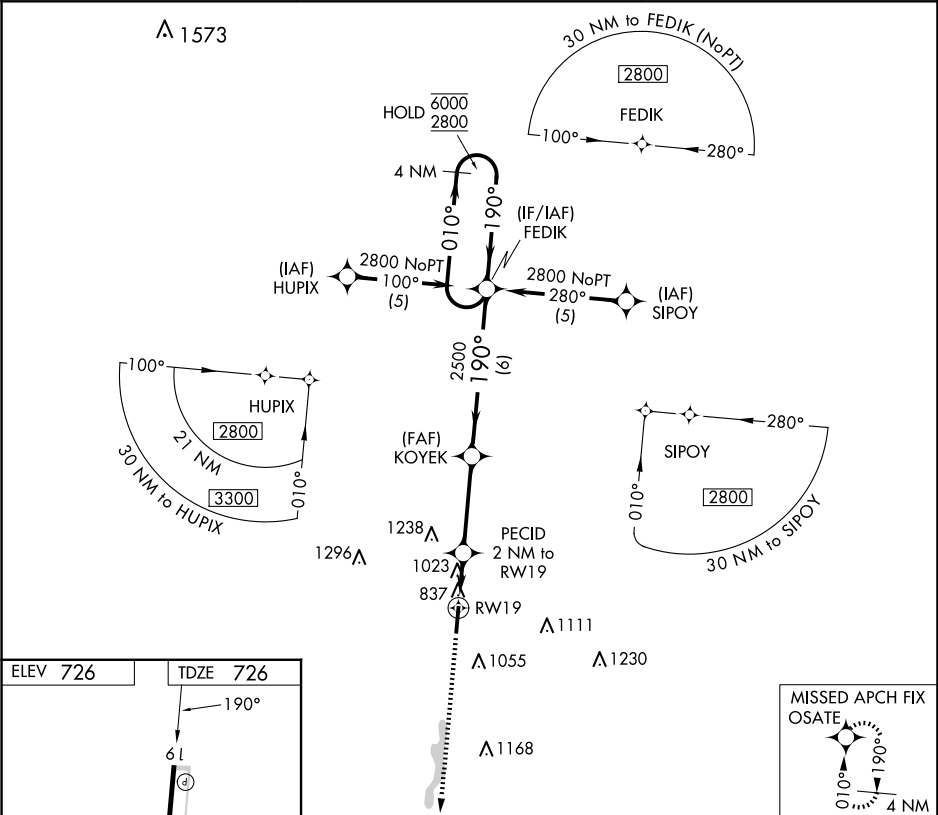 1573
30 NM to FEDIK (NoPT)
2800
FEDIK
100°
280°
HOLD 6000
2800
4 NM
010°
190°
(IF/IAF)
FEDIK
(IAF)
HUPIX
2800 NoPT
100°
(5)
2800 NoPT
280°
(5)
(IAF)
SIPOY
2500
190°
(6)
100°
HUPIX
2800
21 NM
3300
30 NM to HUPIX
010°
280°
SIPOY
2800
010°
30 NM to SIPOY
(FAF)
KOYEK
1238
1296
PECID
2 NM to
RW19
1023
837
RW19
1111
1055
1230
1168
ELEV 726
TDZE 726
190°
19
P
MISSED APCH FIX
OSATE
010°
190°
4 NM